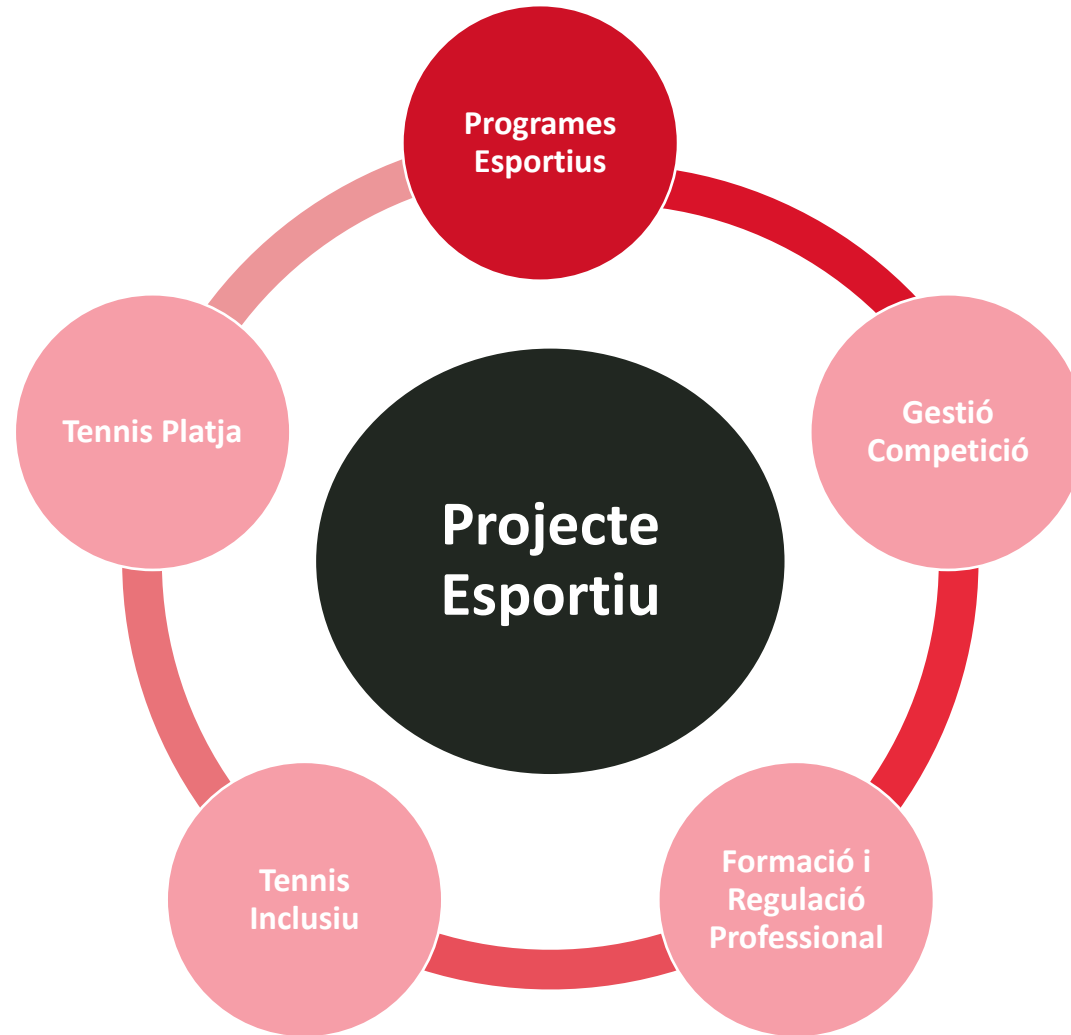 Programes
Esportius
Gestió
Competició
Formació i
Regulació
Professional
Tennis
Inclusiu
Tennis Platja
Projecte
Esportiu